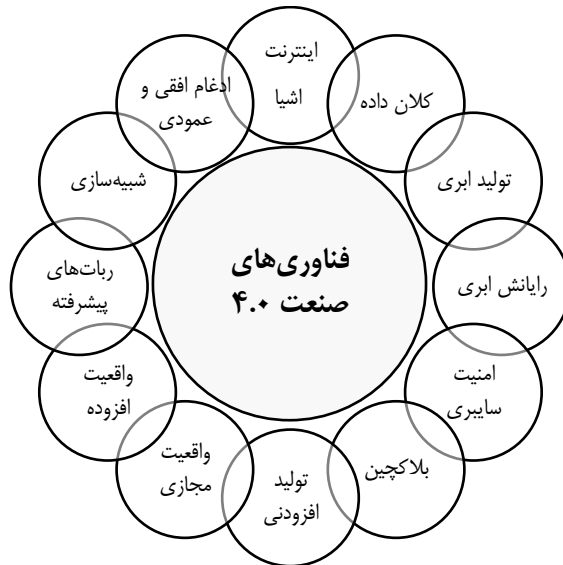 فناوری‌های
صنعت ۴.۰
اینترنت
اشیا
کلان داده
تولید ابری
رایانش ابری
امنیت
سایبری
بلاکچین
تولید
افزودنی
واقعیت
مجازی
واقعیت
افزوده
ربات‌های
پیشرفته
شبیه‌سازی
ادغام افقی و
عمودی